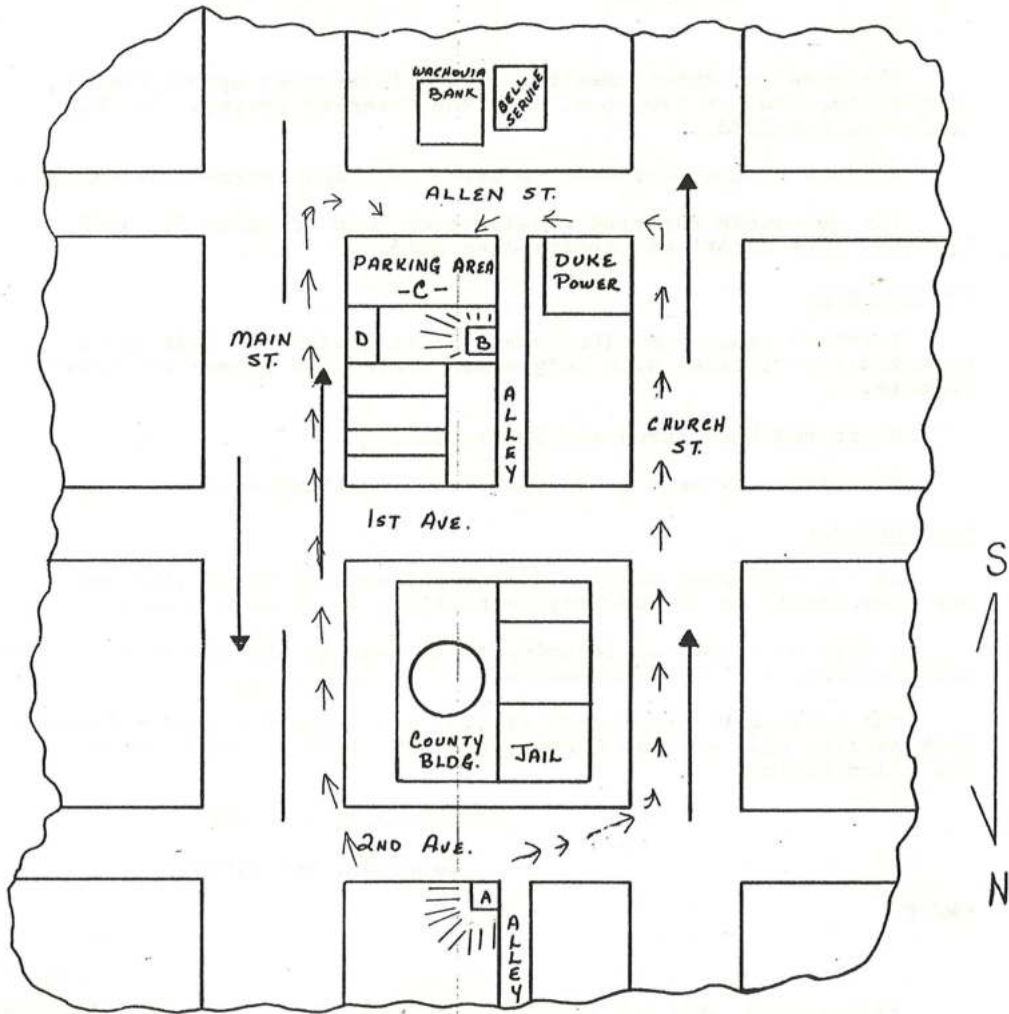 WACHOVIA
BANK
BELL
SERVICE
ALLEN ST.
PARKING AREA
-C-
DUKE
POWER
D
B
MAIN
ST.
ALLEY
CHURCH
ST.
1ST AVE.
S
COUNTY
BLDG.
JAIL
2ND AVE.
N
A
ALLEY